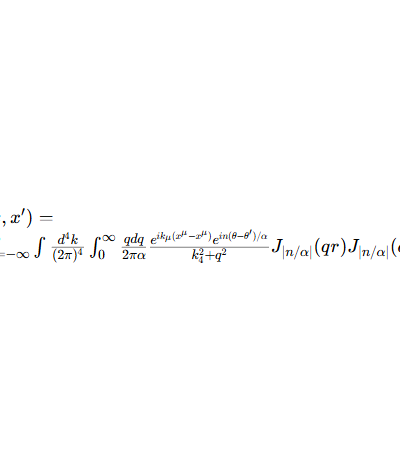 , x′) =
=−∞ ∫ d⁴k/(2π)⁴ ∫₀^∞ qdq/2πα e^{ik_μ(x^μ−x^μ)}e^{in(θ−θ′)/α}/k₄²+q² J_{|n/α|}(qr)J_{|n/α|}(